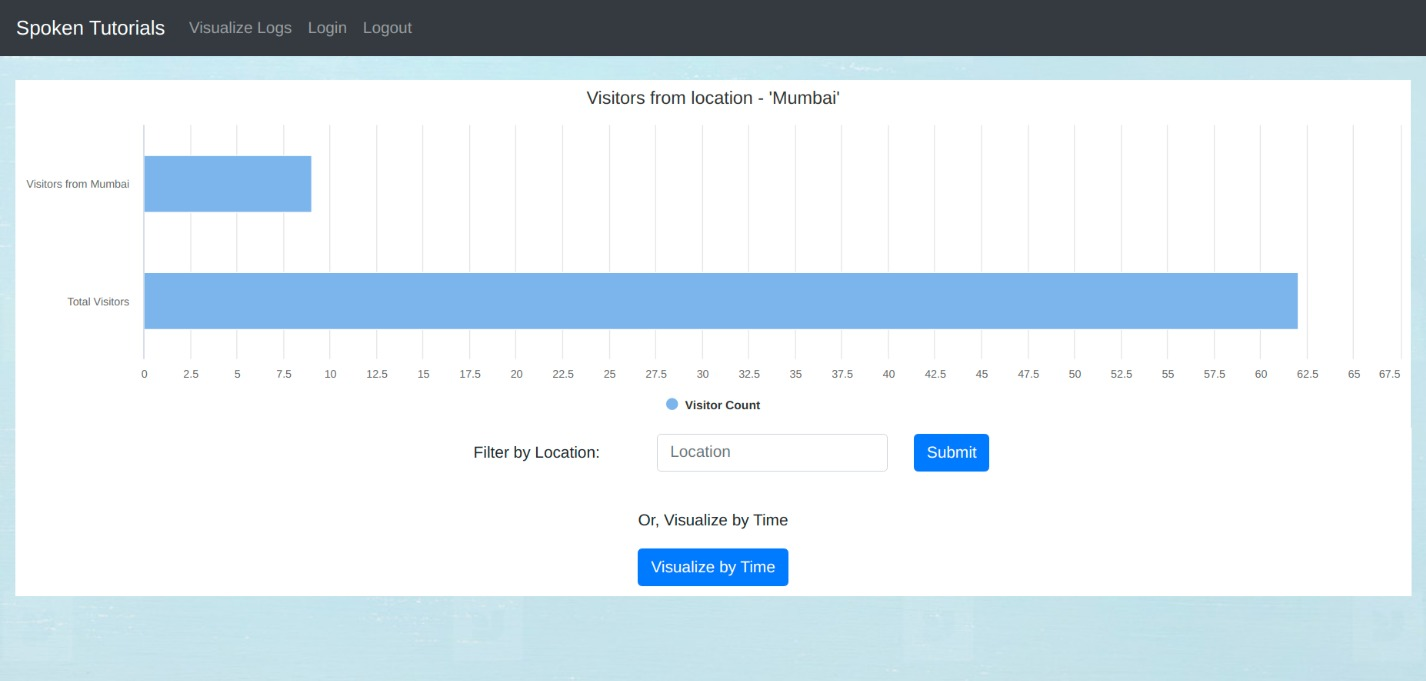 Spoken Tutorials Visualize Logs Login Logout
Visitors from location - 'Mumbai'
Visitors from Mumbai
Total Visitors
0 2.5 5 7.5 10 12.5 15 17.5 20 22.5 25 27.5 30 32.5 35 37.5 40 42.5 45 47.5 50 52.5 55 57.5 60 62.5 65 67.5
Visitor Count
Filter by Location: Location Submit
Or, Visualize by Time
Visualize by Time